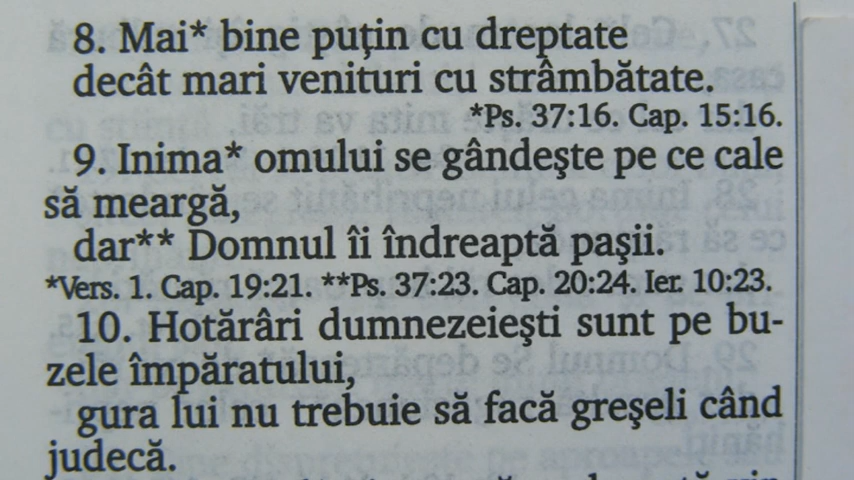 8. Mai* bine puţin cu dreptate
decât mari venituri cu strâmbătate.
*Ps. 37:16. Cap. 15:16.
9. Inima* omului se gândeşte pe ce cale
să meargă,
dar** Domnul îi îndreaptă paşii.
*Vers. 1. Cap. 19:21. **Ps. 37:23. Cap. 20:24. Ier. 10:23.
10. Hotărâri dumnezeieşti sunt pe bu-
zele împăratului,
gura lui nu trebuie să facă greşeli când
judecă.